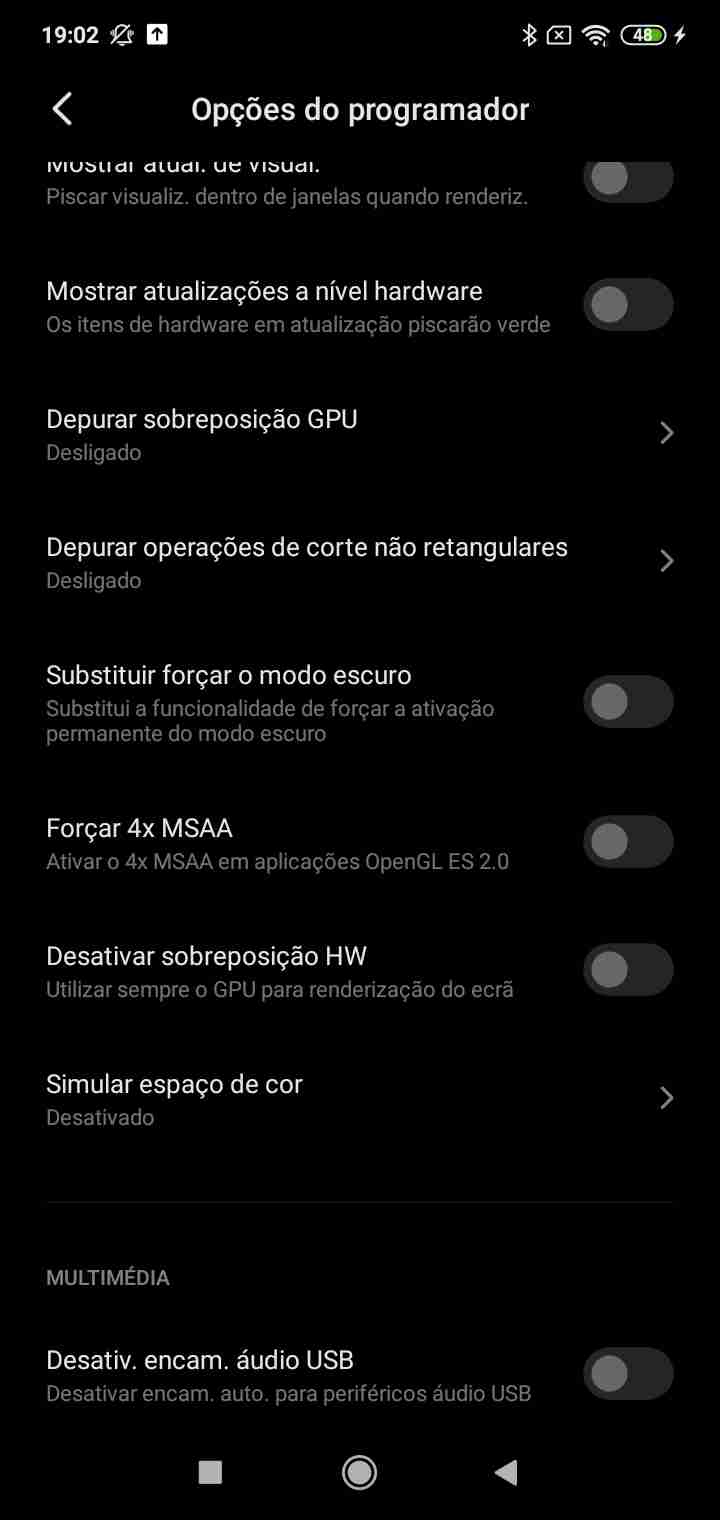 19:02
48
Opções do programador
Mostrar atual. de visual.
Piscar visualiz. dentro de janelas quando renderiz.
Mostrar atualizações a nível hardware
Os itens de hardware em atualização piscarão verde
Depurar sobreposição GPU
Desligado
Depurar operações de corte não retangulares
Desligado
Substituir forçar o modo escuro
Substitui a funcionalidade de forçar a ativação
permanente do modo escuro
Forçar 4x MSAA
Ativar o 4x MSAA em aplicações OpenGL ES 2.0
Desativar sobreposição HW
Utilizar sempre o GPU para renderização do ecrã
Simular espaço de cor
Desativado
MULTIMÉDIA
Desativ. encam. áudio USB
Desativar encam. auto. para periféricos áudio USB